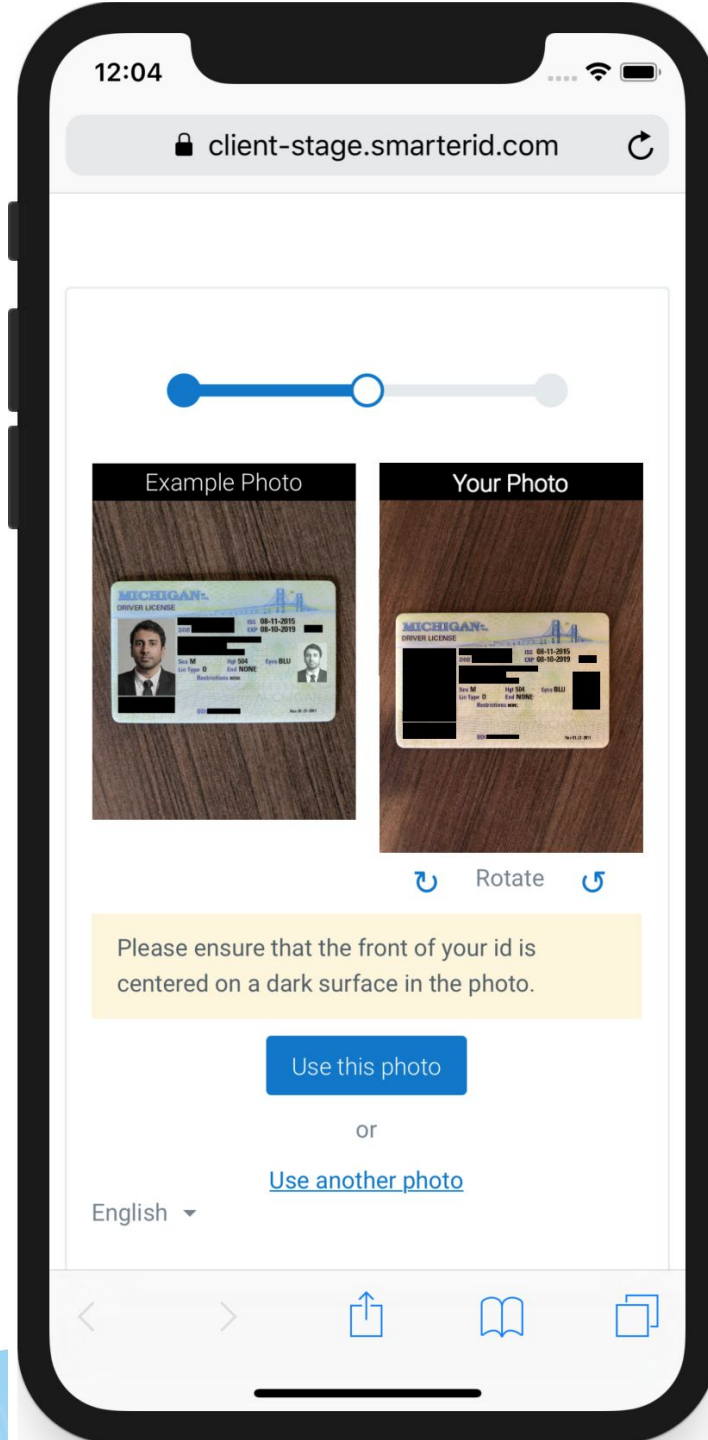 12:04
client-stage.smarterid.com
Example Photo
MICHIGAN
DRIVER LICENSE
ISS 08-11-2015
DOB EXP 08-10-2019
Sex M Hgt 504 Eyes BLU
Lic Type O End NONE
Restrictions NONE
Your Photo
MICHIGAN
DRIVER LICENSE
ISS 08-11-2015
DOB EXP 08-10-2019
Sex M Hgt 504 Eyes BLU
Lic Type O End NONE
Restrictions NONE
Rotate
Please ensure that the front of your id is
centered on a dark surface in the photo.
Use this photo
or
Use another photo
English